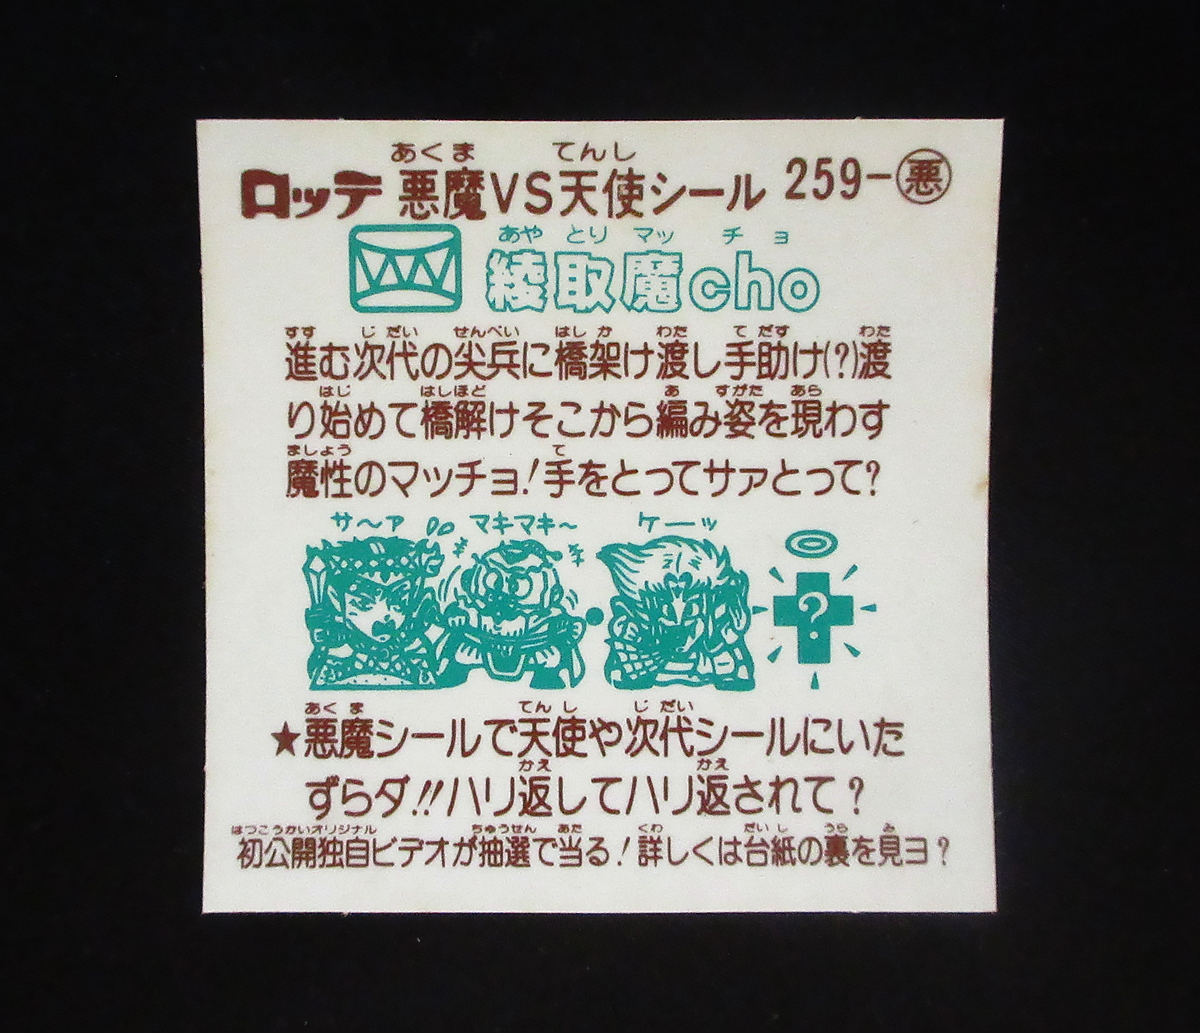 あくま てんし
ロッテ 悪魔VS天使シール 259-悪
あや とり マッ チョ
綾取魔cho
すす じ だい せんぺい はし か わた て だす わた
進む次代の尖兵に橋架け渡し手助け(?)渡
はじ はしほど あ すがた あら
り始めて橋解けそこから編み姿を現わす
ましよう て
魔性のマッチョ!手をとってサァとって?
サ〜ァ マキマキ〜 ケーッ
?
あく ま てん し じ だい
★悪魔シールで天使や次代シールにいた
かえ かえ
ずらダ!!ハリ返してハリ返されて?
はつこうかいオリジナル ちゅうせん あた くわ だい し うら み
初公開独自ビデオが抽選で当る!詳しくは台紙の裏を見ヨ?